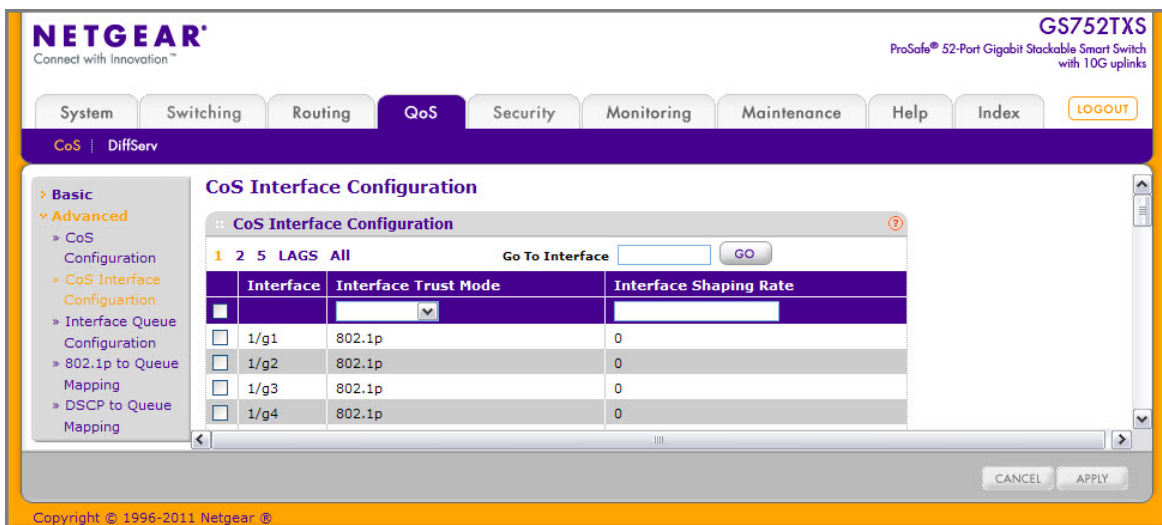 NETGEAR®
Connect with Innovation™
GS752TXS
ProSafe® 52-Port Gigabit Stackable Smart Switch
with 10G uplinks
System Switching Routing QoS Security Monitoring Maintenance Help Index LOGOUT
CoS | DiffServ
Basic
Advanced
» CoS
Configuration
» CoS Interface
Configuartion
» Interface Queue
Configuration
» 802.1p to Queue
Mapping
» DSCP to Queue
Mapping
CoS Interface Configuration
CoS Interface Configuration ?
1 2 5 LAGS All Go To Interface GO
Interface Interface Trust Mode Interface Shaping Rate
1/g1 802.1p 0
1/g2 802.1p 0
1/g3 802.1p 0
1/g4 802.1p 0
CANCEL APPLY
Copyright © 1996-2011 Netgear ®